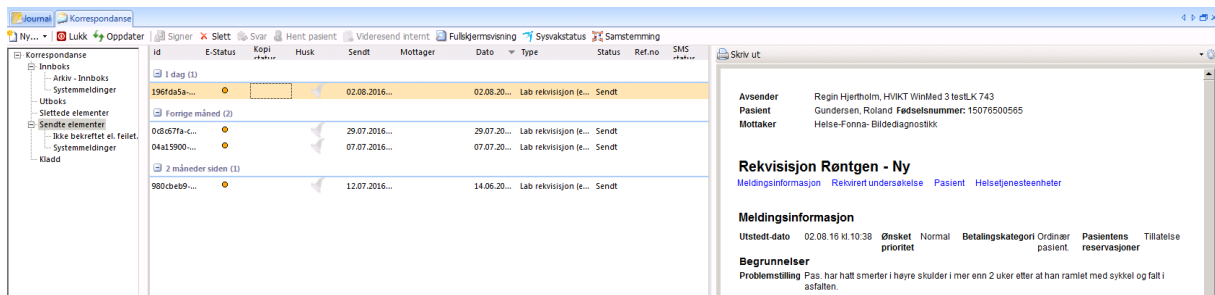 Journal Korrespondanse
Ny... Lukk Oppdater Signer Slett Svar Hent pasient Videresend internt Fullskjermsvisning Sysvakstatus Samstemming
Korrespondanse
Innboks
Arkiv - Innboks
Systemmeldinger
Utboks
Slettede elementer
Sendte elementer
Ikke bekreftet el. feilet.
Systemmeldinger
Kladd
id E-Status Kopi status Husk Sendt Mottager Dato Type Status Ref.no SMS status
I dag (1)
196fda5a-... 02.08.2016... 02.08.20... Lab rekvisisjon (e... Sendt
Forrige måned (2)
0c8c67fa-c... 29.07.2016... 29.07.20... Lab rekvisisjon (e... Sendt
04a15900-... 07.07.2016... 07.07.20... Lab rekvisisjon (e... Sendt
2 måneder siden (1)
980cbeb9-... 12.07.2016... 14.06.20... Lab rekvisisjon (e... Sendt
Skriv ut
Avsender Regin Hjertholm, HVIKT WinMed 3 testLK 743
Pasient Gundersen, Roland Fødselsnummer: 15076500565
Mottaker Helse-Fonna- Bildediagnostikk
Rekvisisjon Røntgen - Ny
Meldingsinformasjon Rekvirert undersøkelse Pasient Helsetjenesteenheter
Meldingsinformasjon
Utstedt-dato 02.08.16 kl.10:38 Ønsket prioritet Normal Betalingskategori Ordinær pasient. Pasientens reservasjoner Tillatelse
Begrunnelser
Problemstilling Pas. har hatt smerter i høyre skulder i mer enn 2 uker etter at han ramlet med sykkel og falt i
asfalten.